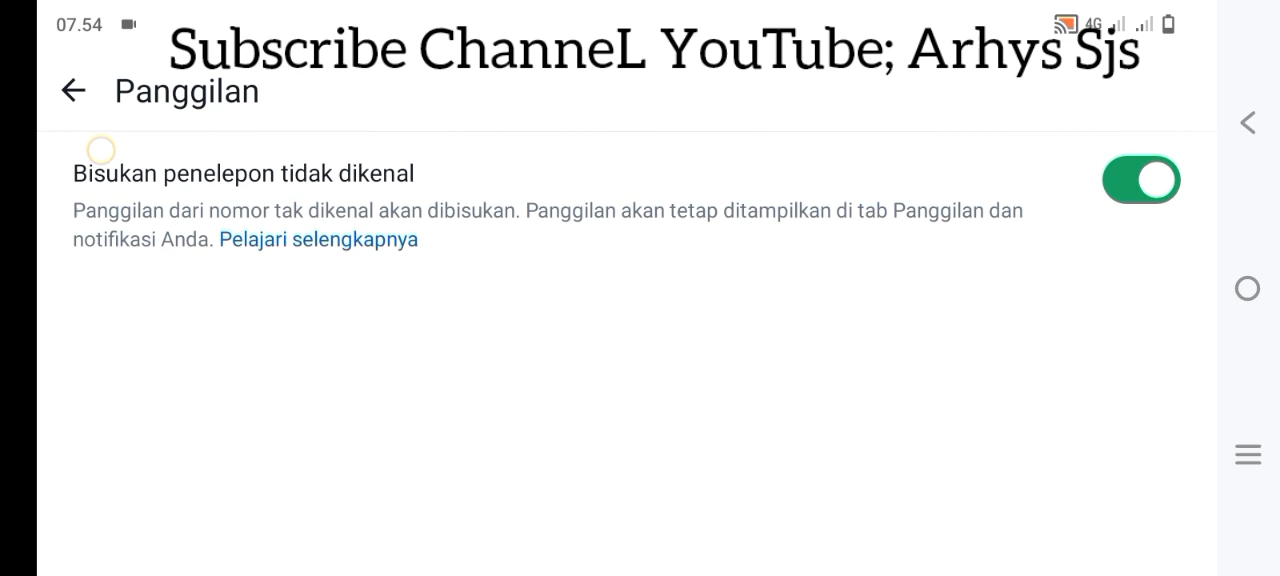 07.54
4G
Subscribe ChanneL YouTube; Arhys Sjs
Panggilan
Bisukan penelepon tidak dikenal
Panggilan dari nomor tak dikenal akan dibisukan. Panggilan akan tetap ditampilkan di tab Panggilan dan
notifikasi Anda. Pelajari selengkapnya